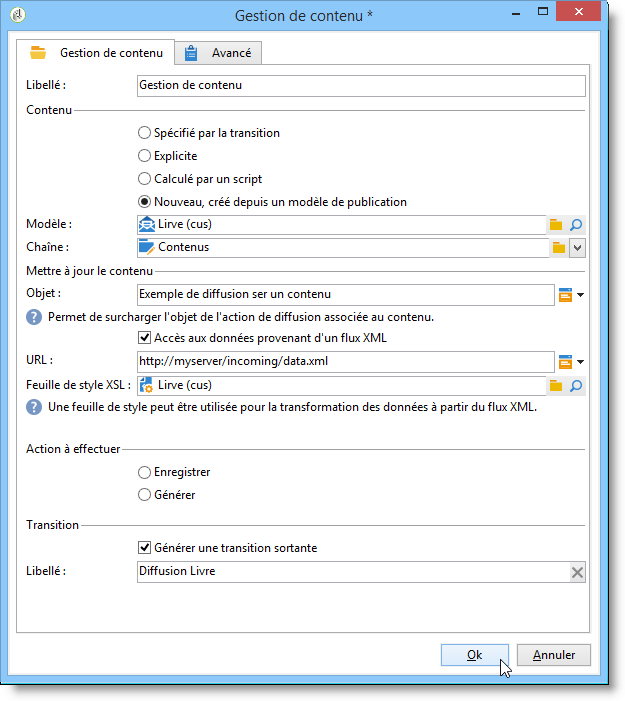 Gestion de contenu *
Gestion de contenu Avancé
Libellé : Gestion de contenu
Contenu
Spécifié par la transition
Explicite
Calculé par un script
Nouveau, créé depuis un modèle de publication
Modèle : Lirve (cus)
Chaîne : Contenus
Mettre à jour le contenu
Objet : Exemple de diffusion ser un contenu
Permet de surcharger l'objet de l'action de diffusion associée au contenu.
Accès aux données provenant d'un flux XML
URL : http://myserver/incoming/data.xml
Feuille de style XSL : Lirve (cus)
Une feuille de style peut être utilisée pour la transformation des données à partir du flux XML.
Action à effectuer
Enregistrer
Générer
Transition
Générer une transition sortante
Libellé : Diffusion Livre
Ok Annuler